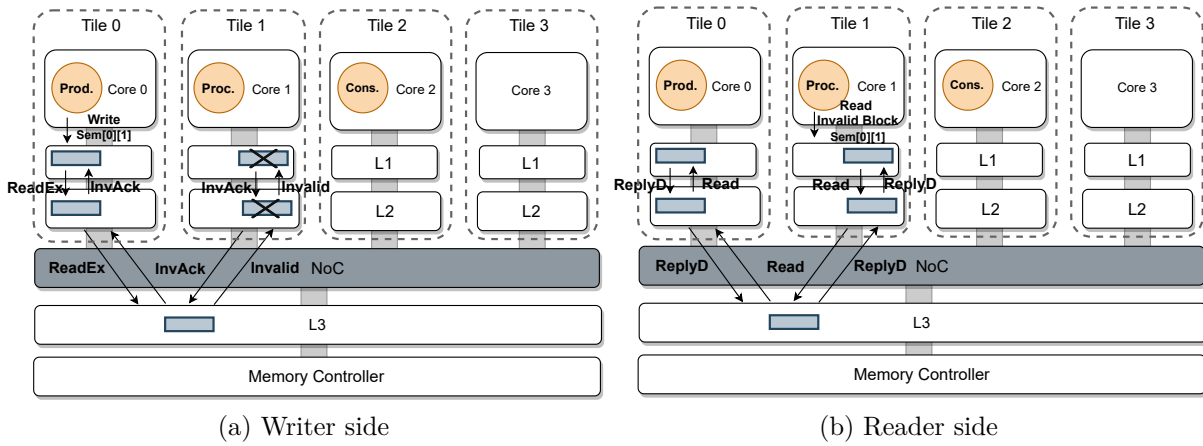 Tile 0
Tile 1
Tile 2
Tile 3
Prod.
Core 0
Proc.
Core 1
Cons.
Core 2
Core 3
Write
Sem[0][1]
L1
L1
ReadEx
InvAck
InvAck
Invalid
L2
L2
ReadEx
InvAck
Invalid
NoC
L3
Memory Controller
(a) Writer side
Tile 0
Tile 1
Tile 2
Tile 3
Prod.
Core 0
Proc.
Core 1
Cons.
Core 2
Core 3
Read
Invalid Block
Sem[0][1]
L1
L1
ReplyD
Read
Read
ReplyD
L2
L2
ReplyD
Read
ReplyD
NoC
L3
Memory Controller
(b) Reader side